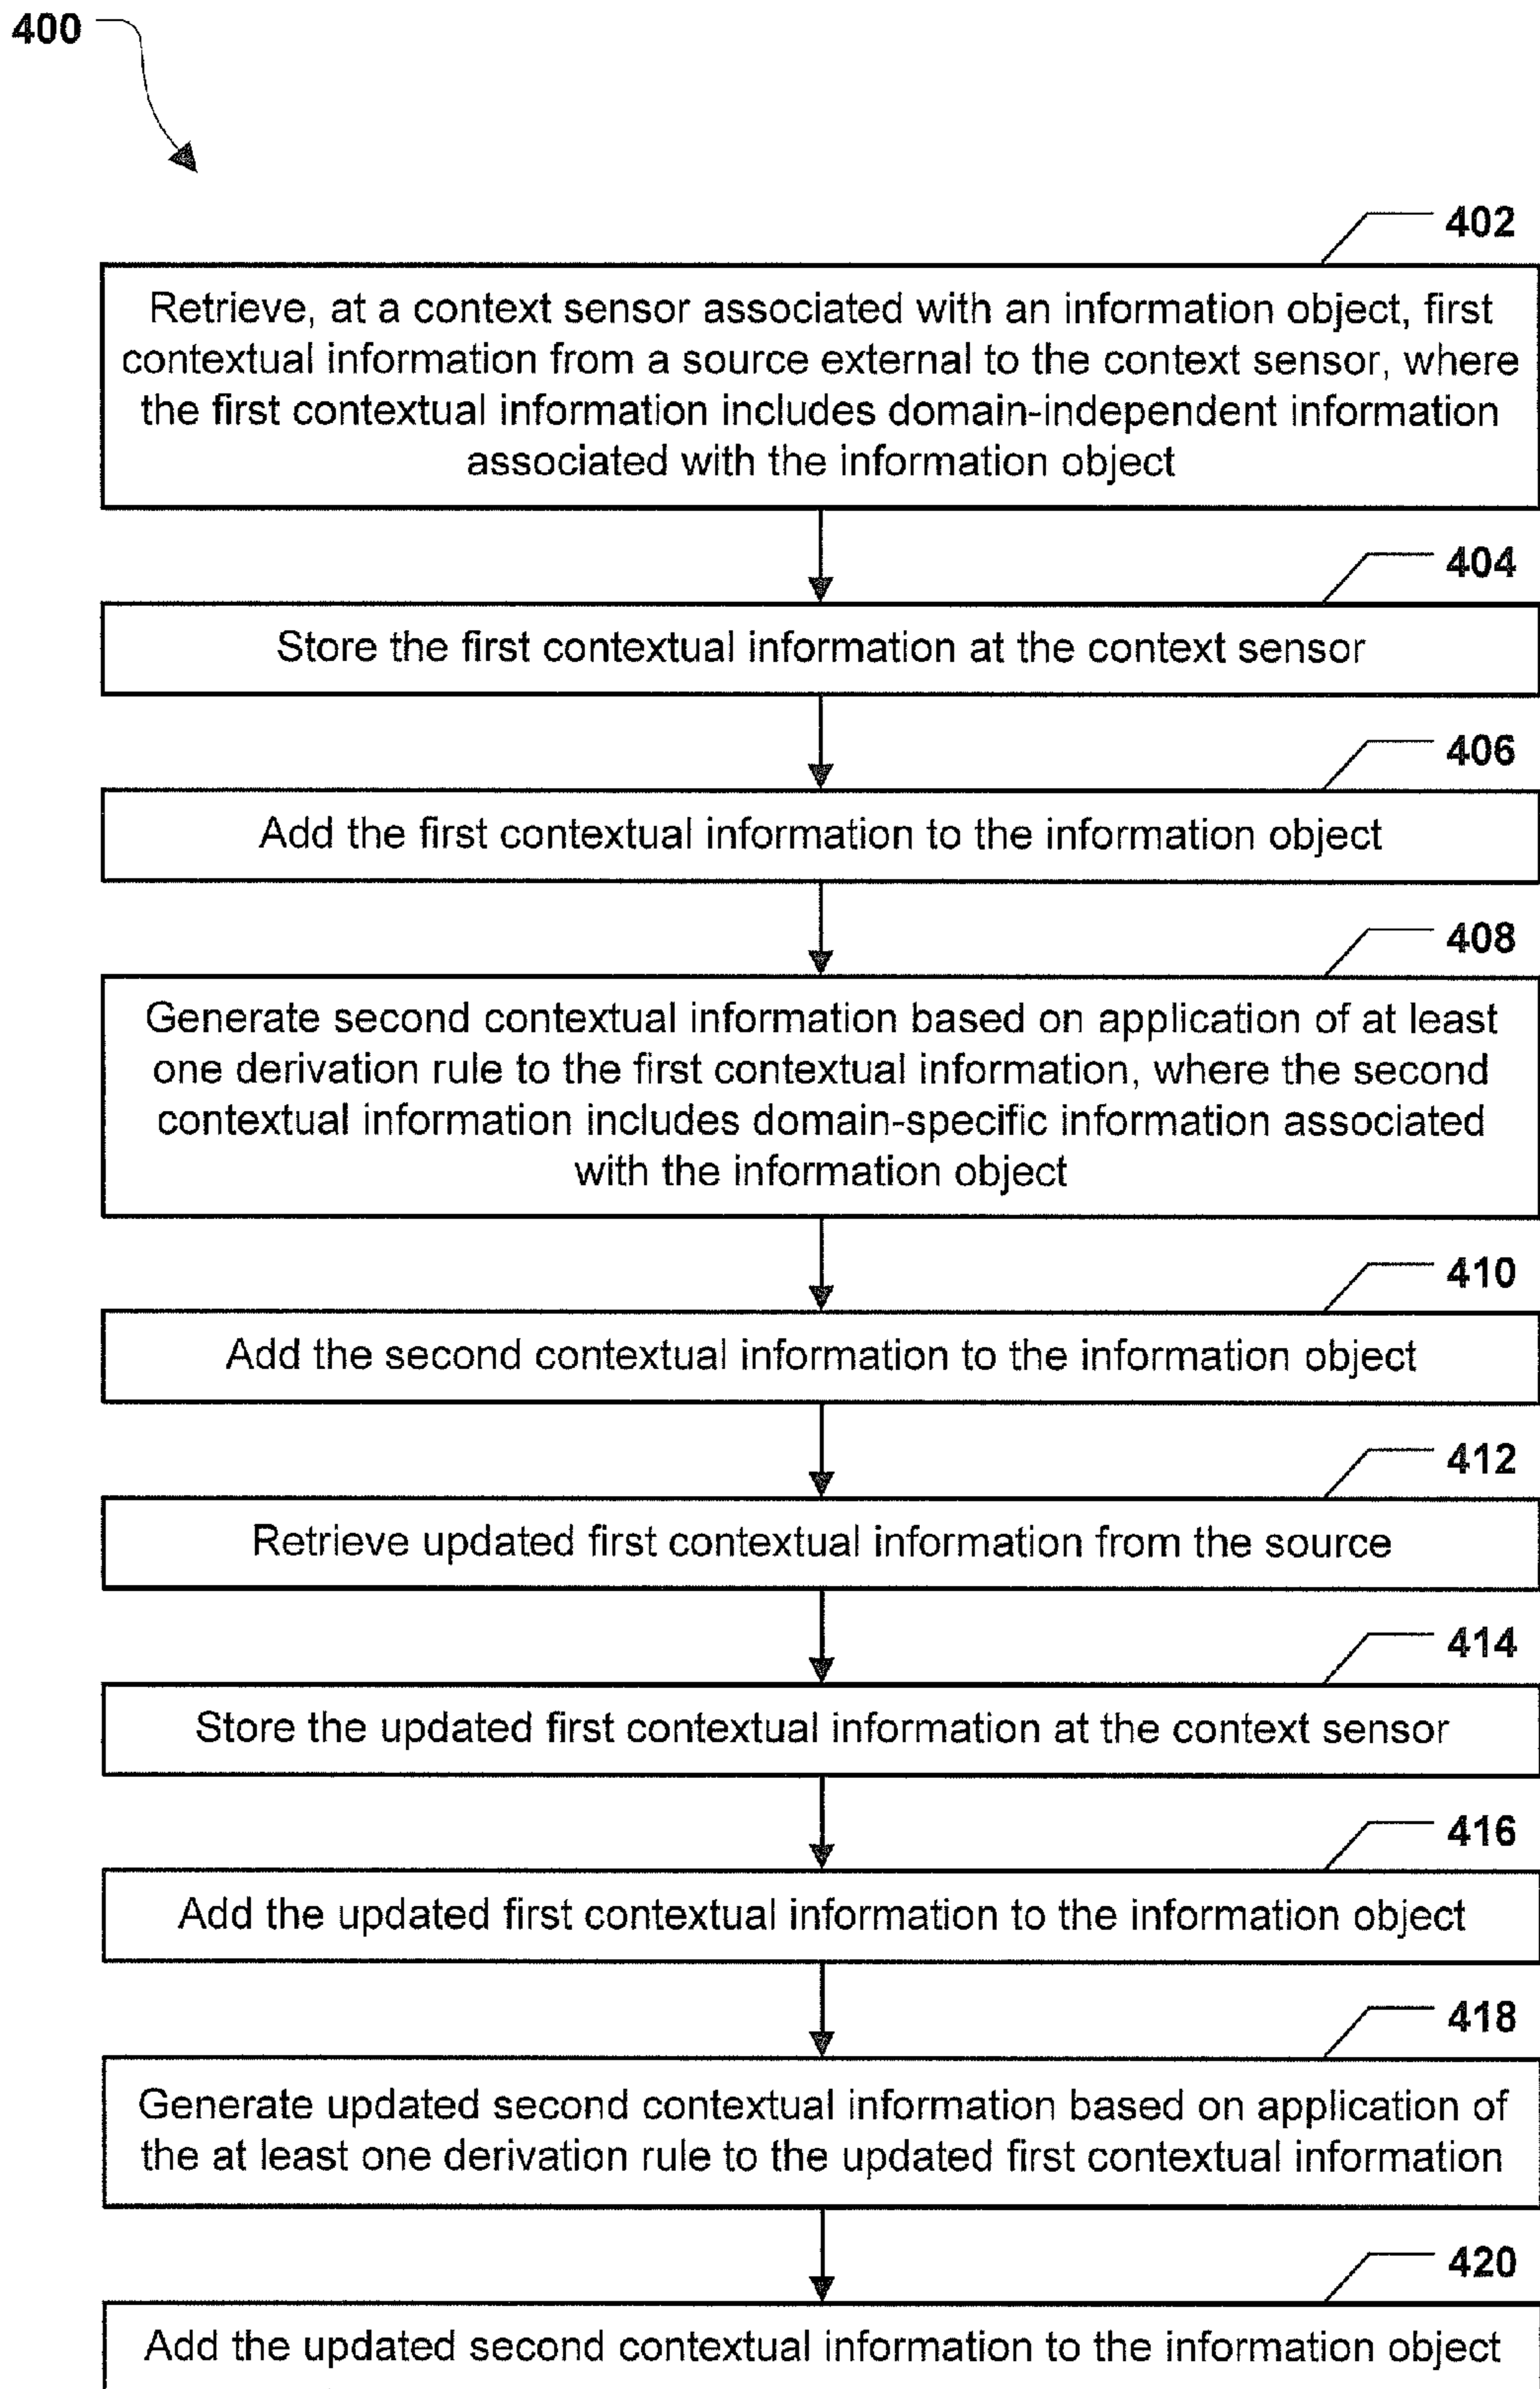 400
402
Retrieve, at a context sensor associated with an information object, first
contextual information from a source external to the context sensor, where
the first contextual information includes domain-independent information
associated with the information object
404
Store the first contextual information at the context sensor
406
Add the first contextual information to the information object
408
Generate second contextual information based on application of at least
one derivation rule to the first contextual information, where the second
contextual information includes domain-specific information associated
with the information object
410
Add the second contextual information to the information object
412
Retrieve updated first contextual information from the source
414
Store the updated first contextual information at the context sensor
416
Add the updated first contextual information to the information object
418
Generate updated second contextual information based on application of
the at least one derivation rule to the updated first contextual information
420
Add the updated second contextual information to the information object